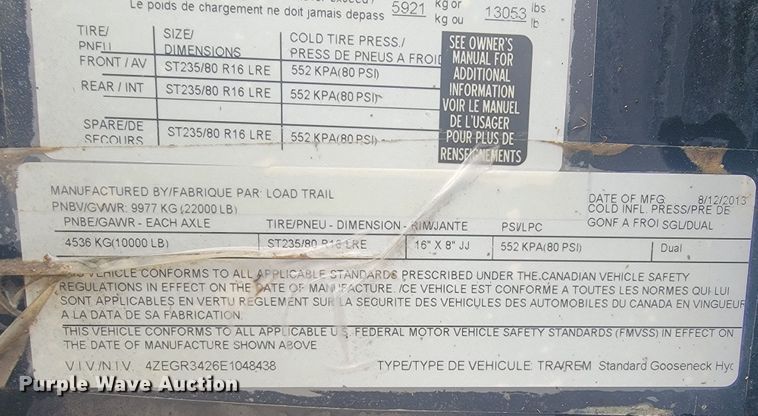 Le poids de chargement ne doit jamais depass 5921 kg or kg ou 13053 lbs lb
TIRE/ PNEU SIZE/ DIMENSIONS COLD TIRE PRESS./ PRESS DE PNEUS A FROID
FRONT / AV ST235/80 R16 LRE 552 KPA(80 PSI)
REAR / INT ST235/80 R16 LRE 552 KPA(80 PSI)
SPARE/DE SECOURS ST235/80 R16 LRE 552 KPA(80 PSI)
SEE OWNER'S
MANUAL FOR
ADDITIONAL
INFORMATION
VOIR LE MANUEL
DE L'USAGER
POUR PLUS DE
RENSEIGNEMENTS
MANUFACTURED BY/FABRIQUE PAR: LOAD TRAIL DATE OF MFG 8/12/2013
PNBV/GVWR: 9977 KG (22000 LB) COLD INFL. PRESS/PRE DE
PNBE/GAWR - EACH AXLE TIRE/PNEU - DIMENSION - RIM/JANTE PSI/LPC GONF A FROI SGL/DUAL
4536 KG(10000 LB) ST235/80 R16 LRE 16" X 8" JJ 552 KPA(80 PSI) Dual
THIS VEHICLE CONFORMS TO ALL APPLICABLE STANDARDS PRESCRIBED UNDER THE CANADIAN VEHICLE SAFETY
REGULATIONS IN EFFECT ON THE DATE OF MANUFACTURE. /CE VEHICLE EST CONFORME A TOUTES LES NORMES QUI LUI
SONT APPLICABLES EN VERTU REGLEMENT SUR LA SECURITE DES VEHICULES DES AUTOMOBILES DU CANADA EN VINGUEUR
A LA DATA DE SA FABRICATION.
THIS VEHICLE CONFORMS TO ALL APPLICABLE U.S. FEDERAL MOTOR VEHICLE SAFETY STANDARDS (FMVSS) IN EFFECT ON
THE DATE OF MANUFACTURE SHOWN ABOVE
V.I.V./N.I.V. 4ZEGR3426E1048438 TYPE/TYPE DE VEHICULE: TRA/REM Standard Gooseneck Hyd
Purple Wave Auction